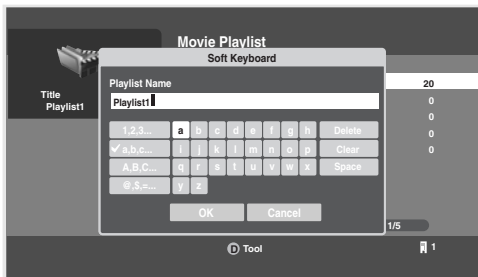 Movie Playlist
Soft Keyboard
Playlist Name
Playlist1
Title
Playlist1
20
0
0
0
0
1,2,3... a b c d e f g h Delete
a,b,c... i j k l m n o p Clear
A,B,C... q r s t u v w x Space
@,$,=... y z
OK Cancel
1/5
D Tool
1